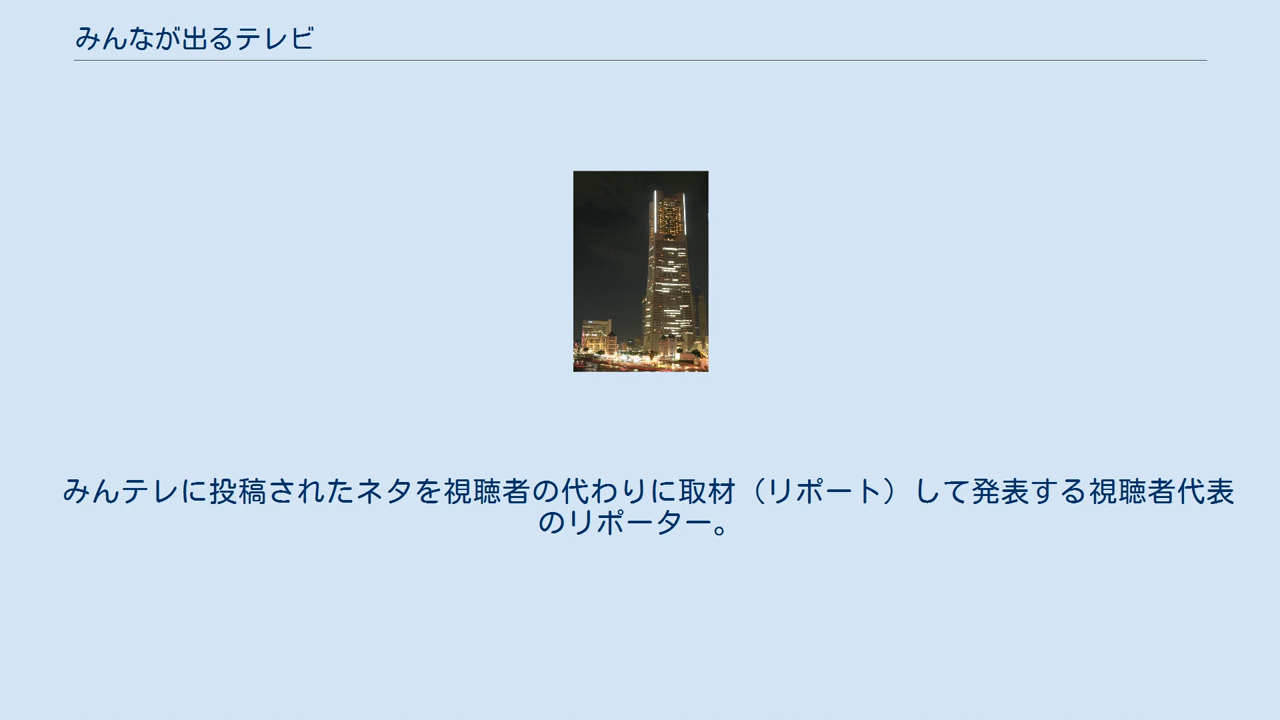 みんなが出るテレビ
みんテレに投稿されたネタを視聴者の代わりに取材（リポート）して発表する視聴者代表
のリポーター。